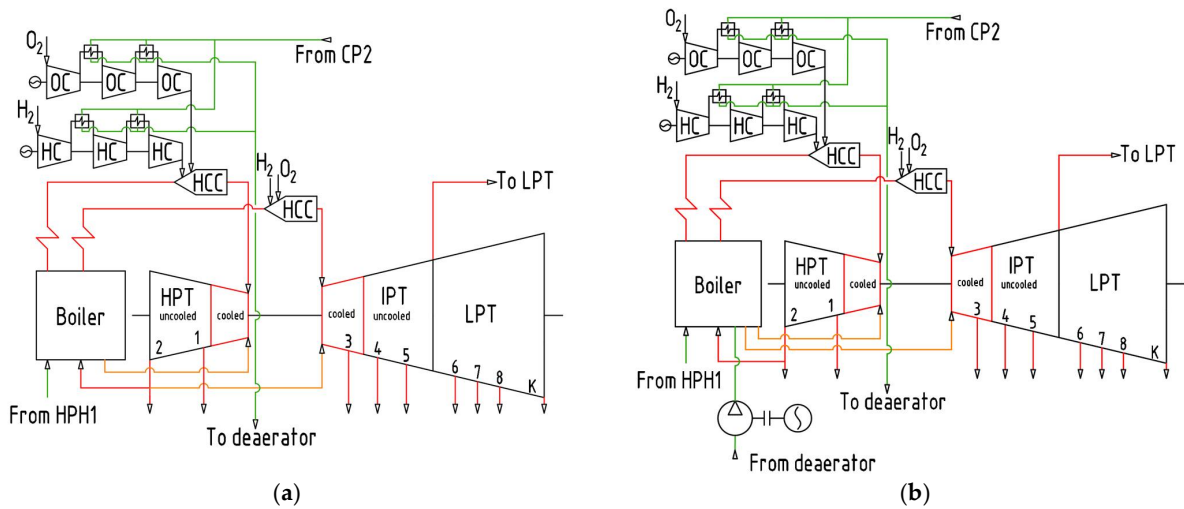 O2
From CP2
OC OC OC
H2
HC HC HC
HCC
H2 O2
HCC
To LPT
Boiler
HPT
uncooled
cooled
cooled
IPT
uncooled
LPT
2 1 3 4 5 6 7 8 K
From HPH1
To deaerator
(a)
O2
From CP2
OC OC OC
H2
HC HC HC
HCC
H2 O2
HCC
To LPT
Boiler
HPT
uncooled
cooled
cooled
IPT
uncooled
LPT
2 1 3 4 5 6 7 8 K
From HPH1
To deaerator
From deaerator
(b)